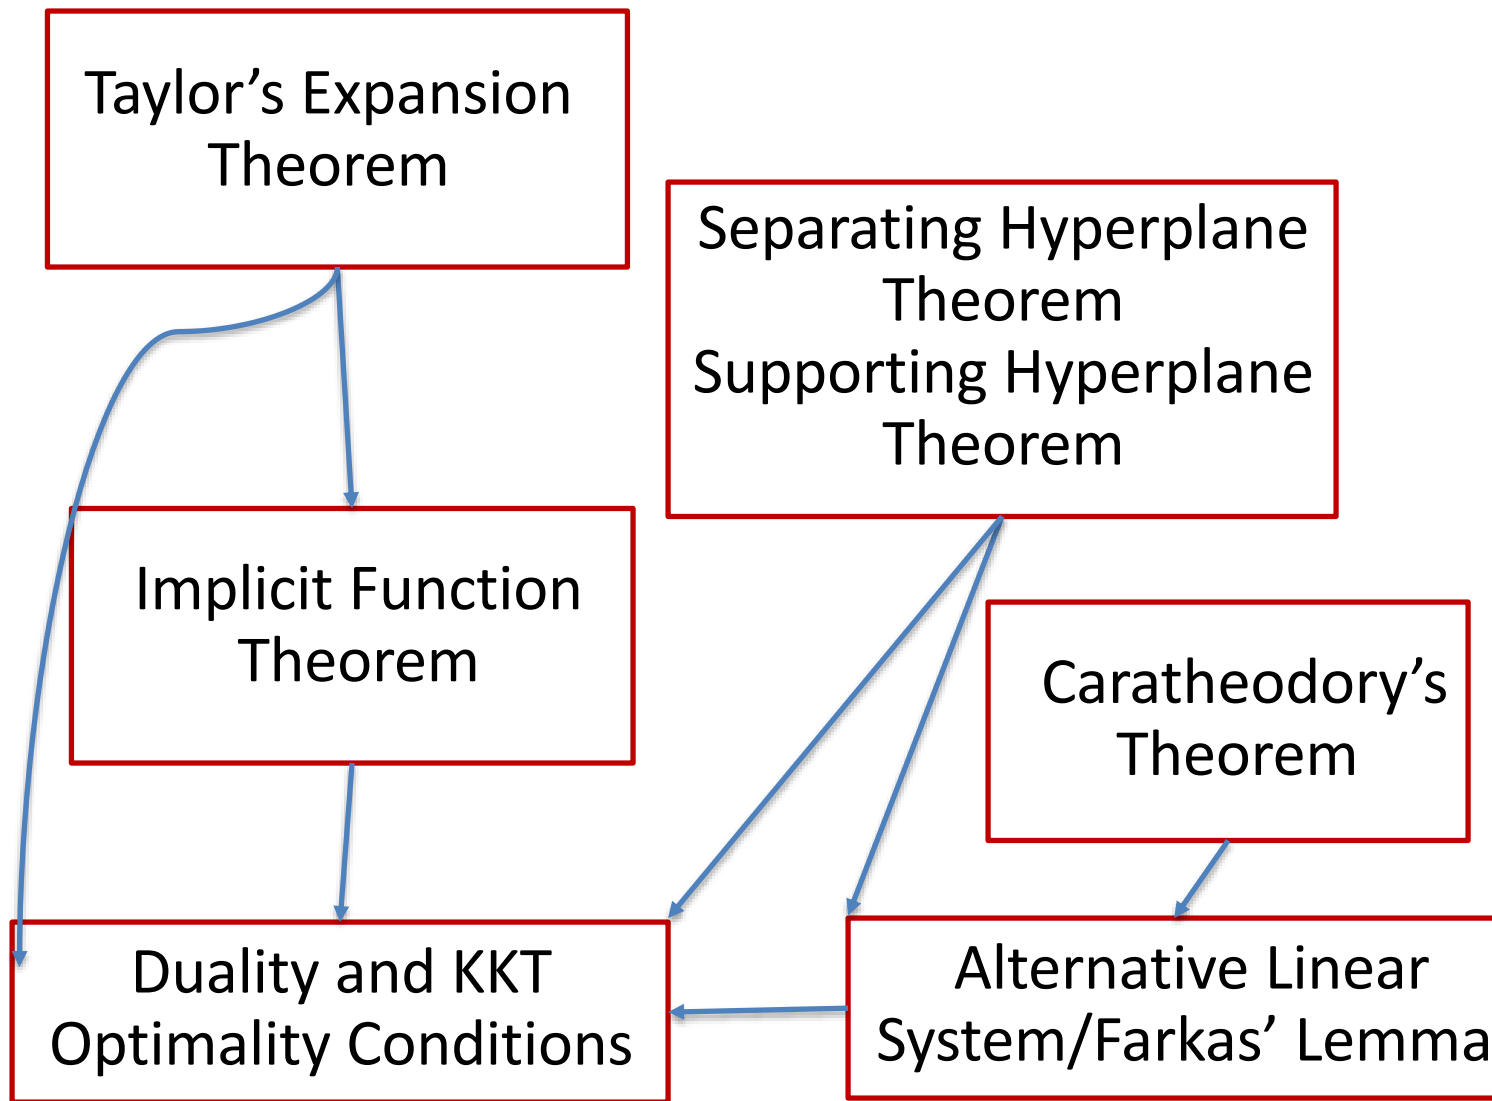 Taylor’s Expansion
Theorem
Separating Hyperplane
Theorem
Supporting Hyperplane
Theorem
Implicit Function
Theorem
Caratheodory’s
Theorem
Duality and KKT
Optimality Conditions
Alternative Linear
System/Farkas’ Lemma